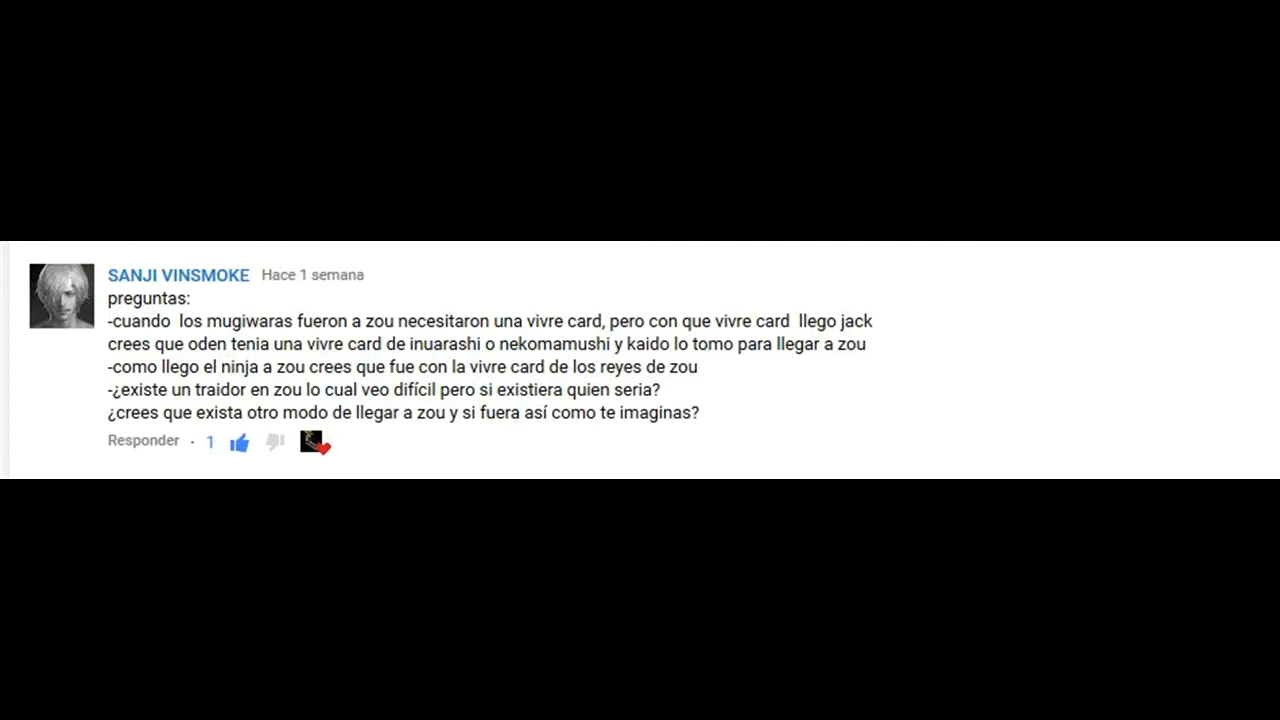 SANJI VINSMOKE Hace 1 semana
preguntas:
-cuando los mugiwaras fueron a zou necesitaron una vivre card, pero con que vivre card llego jack
crees que oden tenia una vivre card de inuarashi o nekomamushi y kaido lo tomo para llegar a zou
-como llego el ninja a zou crees que fue con la vivre card de los reyes de zou
-¿existe un traidor en zou lo cual veo difícil pero si existiera quien seria?
¿crees que exista otro modo de llegar a zou y si fuera así como te imaginas?
Responder · 1